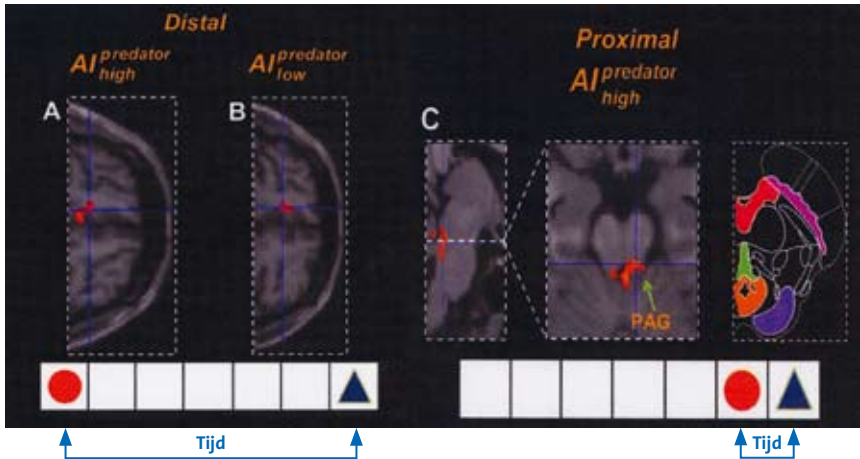 Distal
AI predator high
AI predator low
A
B
Proximal
AI predator high
C
PAG
Tijd
Tijd